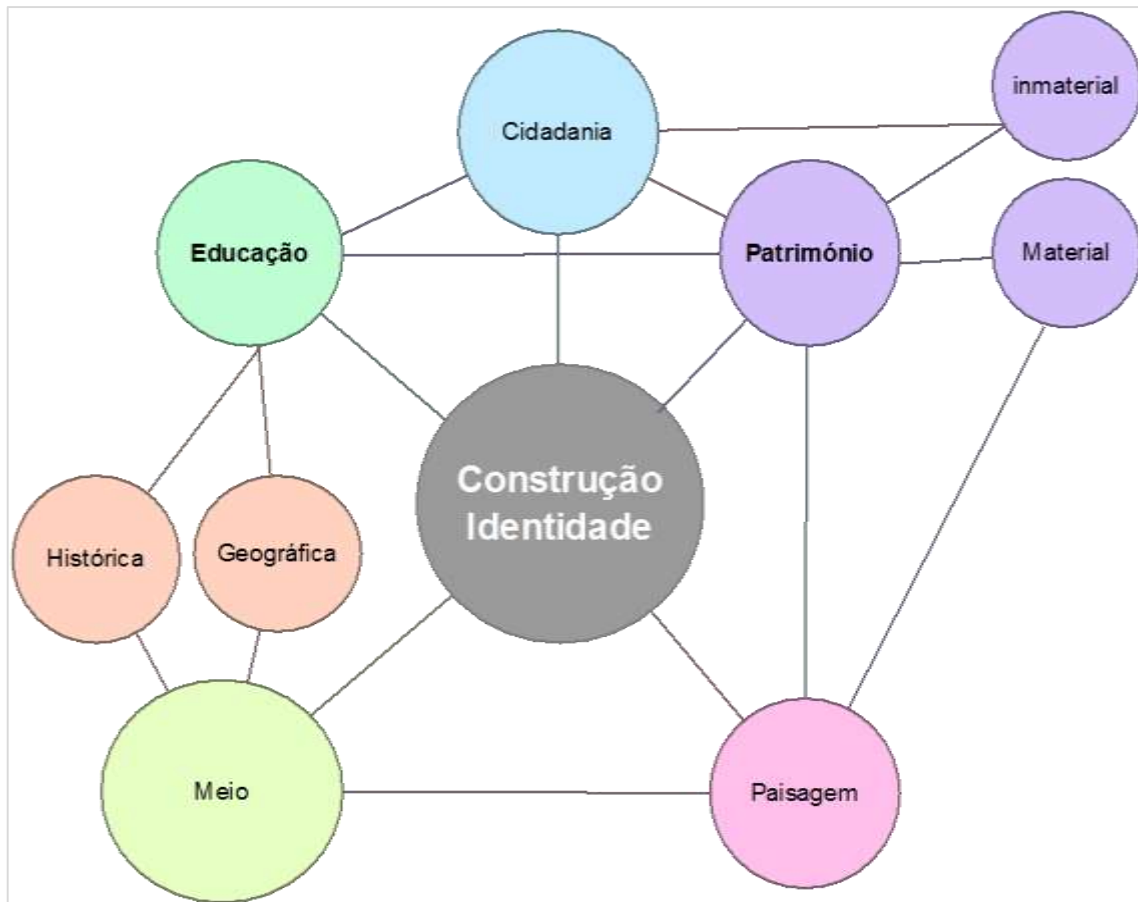 inmaterial
Cidadania
Educação
Património
Material
Construção
Identidade
Histórica
Geográfica
Meio
Paisagem